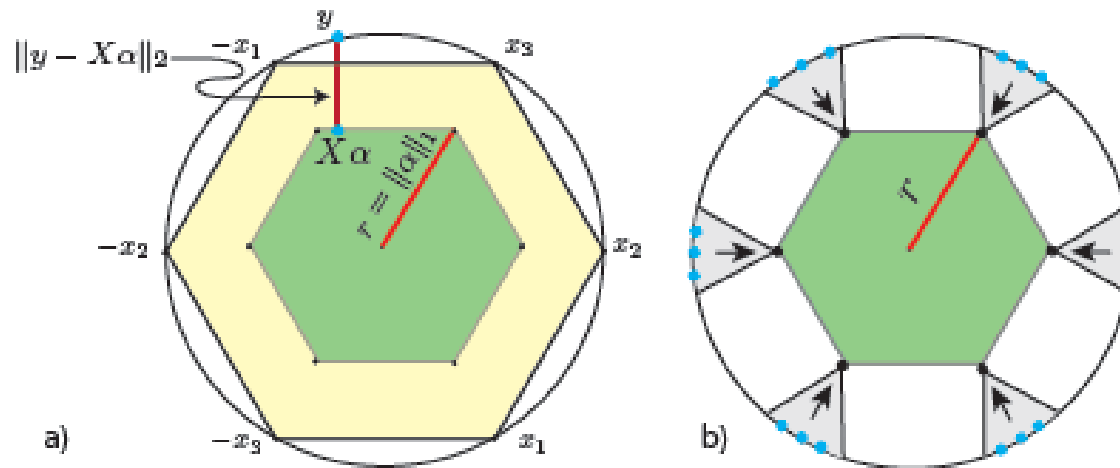 y
‖y − Xα‖₂
−x₁
x₃
Xα
r = ‖α‖₁
−x₂
x₂
−x₃
x₁
a)
r
b)